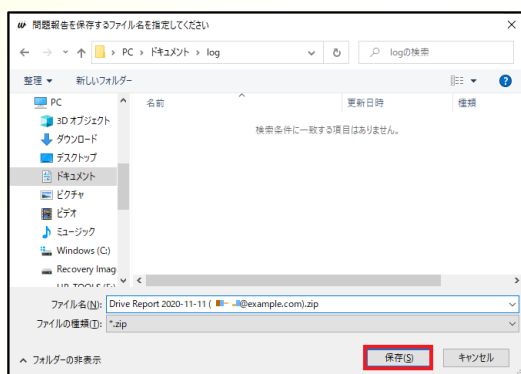 問題報告を保存するファイル名を指定してください
PC › ドキュメント › log
logの検索
整理 新しいフォルダー
PC
3D オブジェクト
ダウンロード
デスクトップ
ドキュメント
ピクチャ
ビデオ
ミュージック
Windows (C:)
Recovery Imag
名前 更新日時 種類
検索条件に一致する項目はありません。
ファイル名(N): Drive Report 2020-11-11 ( @example.com).zip
ファイルの種類(T): *.zip
フォルダーの非表示
保存(S) キャンセル